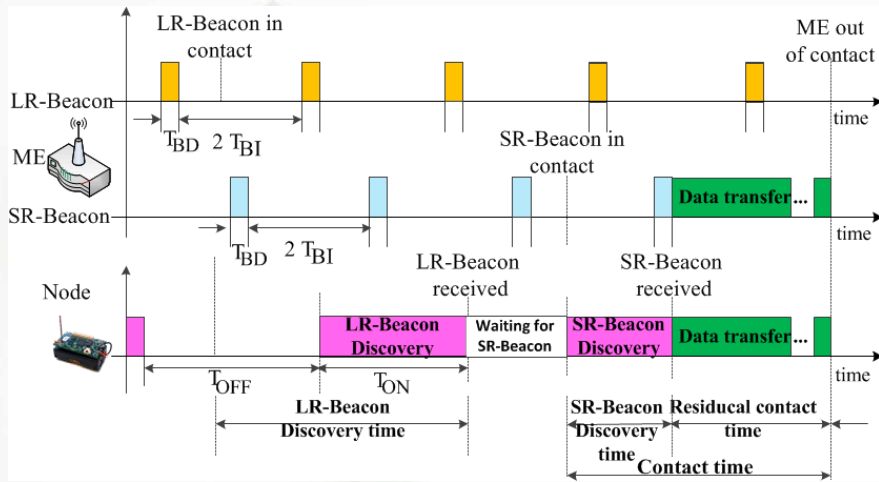 LR-Beacon in
contact
ME out
of contact
LR-Beacon
time
T_BD
2 T_BI
ME
SR-Beacon in
contact
Data transfer...
SR-Beacon
time
T_BD
2 T_BI
LR-Beacon
received
SR-Beacon
received
Node
LR-Beacon
Discovery
Waiting for
SR-Beacon
SR-Beacon
Discovery
Data transfer
...
time
T_OFF
T_ON
LR-Beacon
Discovery time
SR-Beacon
Discovery
time
Residucal contact
time
Contact time